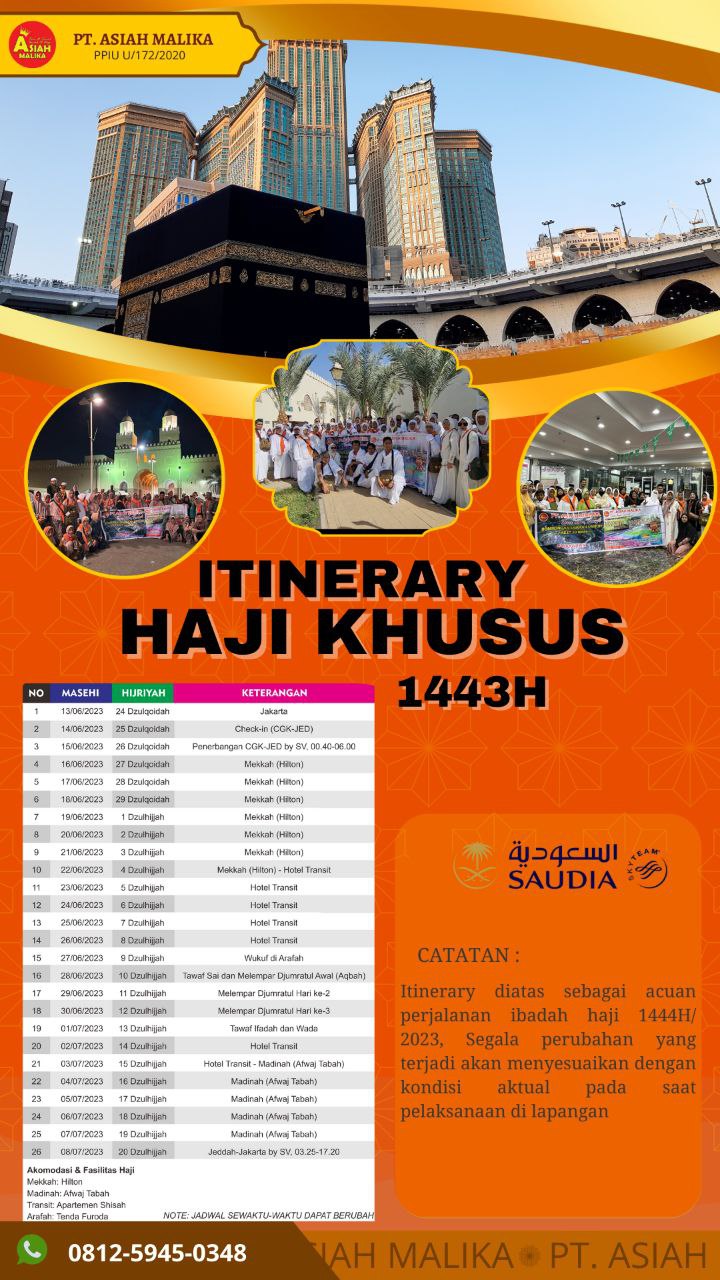 ASIAH
MALIKA
PT. ASIAH MALIKA
PPIU U/172/2020
ITINERARY
HAJI KHUSUS
1443H
NO MASEHI HIJRIYAH KETERANGAN
1 13/06/2023 24 Dzulqoidah Jakarta
2 14/06/2023 25 Dzulqoidah Check-in (CGK-JED)
3 15/06/2023 26 Dzulqoidah Penerbangan CGK-JED by SV, 00.40-06.00
4 16/06/2023 27 Dzulqoidah Mekkah (Hilton)
5 17/06/2023 28 Dzulqoidah Mekkah (Hilton)
6 18/06/2023 29 Dzulqoidah Mekkah (Hilton)
7 19/06/2023 1 Dzulhijjah Mekkah (Hilton)
8 20/06/2023 2 Dzulhijjah Mekkah (Hilton)
9 21/06/2023 3 Dzulhijjah Mekkah (Hilton)
10 22/06/2023 4 Dzulhijjah Mekkah (Hilton) - Hotel Transit
11 23/06/2023 5 Dzulhijjah Hotel Transit
12 24/06/2023 6 Dzulhijjah Hotel Transit
13 25/06/2023 7 Dzulhijjah Hotel Transit
14 26/06/2023 8 Dzulhijjah Hotel Transit
15 27/06/2023 9 Dzulhijjah Wukuf di Arafah
16 28/06/2023 10 Dzulhijjah Tawaf Sai dan Melempar Djumratul Awal (Aqbah)
17 29/06/2023 11 Dzulhijjah Melempar Djumratul Hari ke-2
18 30/06/2023 12 Dzulhijjah Melempar Djumratul Hari ke-3
19 01/07/2023 13 Dzulhijjah Tawaf Ifadah dan Wada
20 02/07/2023 14 Dzulhijjah Hotel Transit
21 03/07/2023 15 Dzulhijjah Hotel Transit - Madinah (Afwaj Tabah)
22 04/07/2023 16 Dzulhijjah Madinah (Afwaj Tabah)
23 05/07/2023 17 Dzulhijjah Madinah (Afwaj Tabah)
24 06/07/2023 18 Dzulhijjah Madinah (Afwaj Tabah)
25 07/07/2023 19 Dzulhijjah Madinah (Afwaj Tabah)
26 08/07/2023 20 Dzulhijjah Jeddah-Jakarta by SV, 03.25-17.20
Akomodasi & Fasilitas Haji
Mekkah: Hilton
Madinah: Afwaj Tabah
Transit: Apartemen Shisah
Arafah: Tenda Furoda
NOTE: JADWAL SEWAKTU-WAKTU DAPAT BERUBAH
السعودية
SAUDIA
SKYTEAM
CATATAN :
Itinerary diatas sebagai acuan
perjalanan ibadah haji 1444H/
2023, Segala perubahan yang
terjadi akan menyesuaikan dengan
kondisi aktual pada saat
pelaksanaan di lapangan
0812-5945-0348
SIAH MALIKA PT. ASIAH